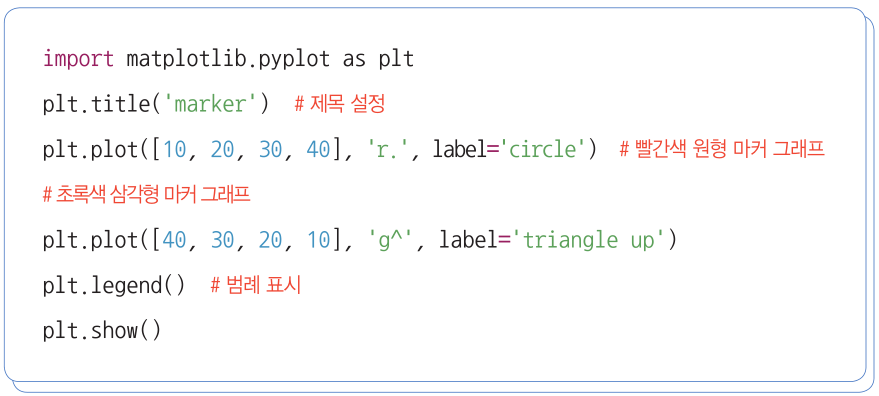 import matplotlib.pyplot as plt
plt.title('marker')  # 제목 설정
plt.plot([10, 20, 30, 40], 'r.', label='circle')  # 빨간색 원형 마커 그래프
# 초록색 삼각형 마커 그래프
plt.plot([40, 30, 20, 10], 'g^', label='triangle up')
plt.legend()  # 범례 표시
plt.show()